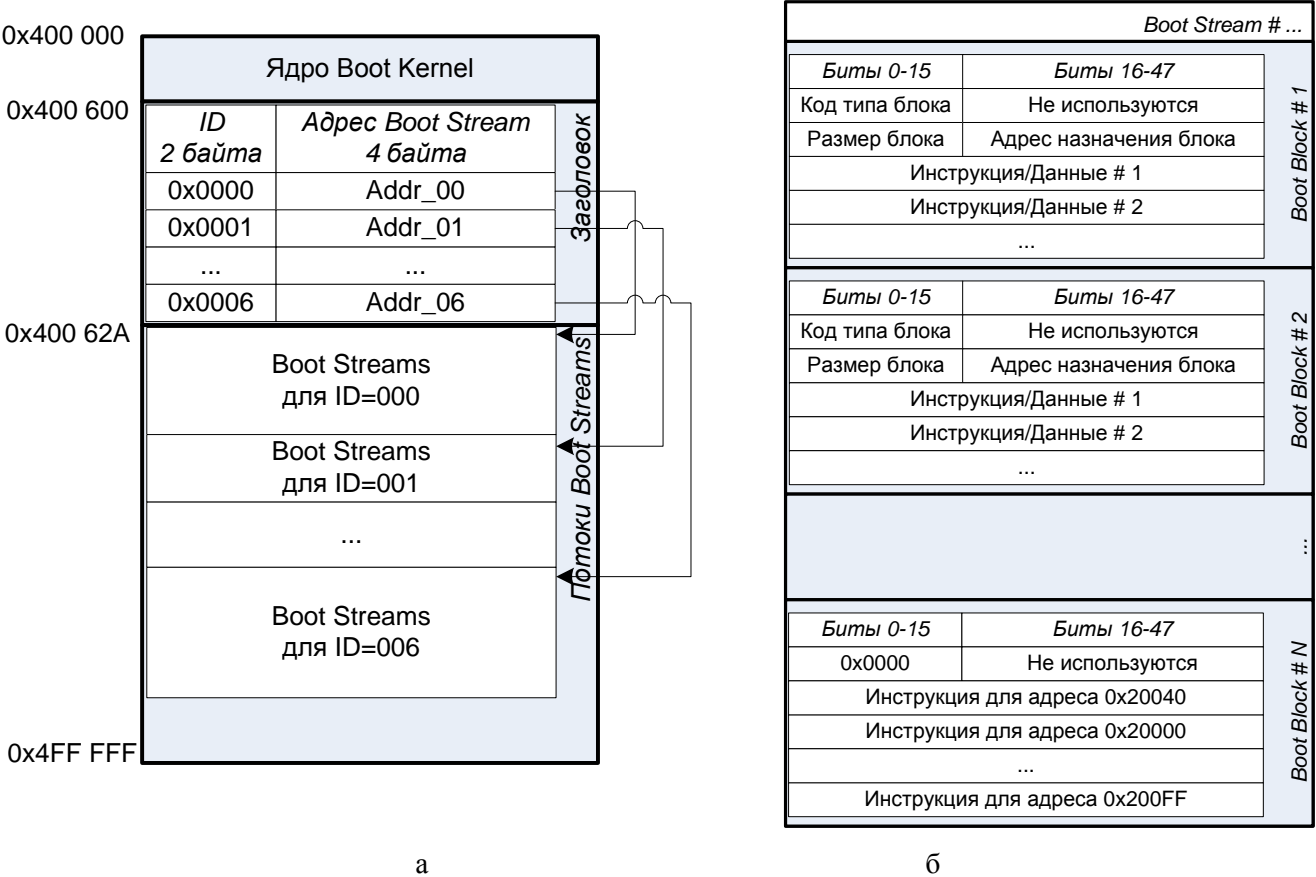 0x400 000
Ядро Boot Kernel
0x400 600
ID
2 байта
Адрес Boot Stream
4 байта
0x0000 Addr_00
0x0001 Addr_01
... ...
0x0006 Addr_06
Заголовок
0x400 62A
Boot Streams
для ID=000
Boot Streams
для ID=001
...
Boot Streams
для ID=006
Потоки Boot Streams
0x4FF FFF
а
Boot Stream # ...
Биты 0-15 Биты 16-47
Код типа блока Не используются
Размер блока Адрес назначения блока
Инструкция/Данные # 1
Инструкция/Данные # 2
...
Boot Block # 1
Биты 0-15 Биты 16-47
Код типа блока Не используются
Размер блока Адрес назначения блока
Инструкция/Данные # 1
Инструкция/Данные # 2
...
Boot Block # 2
...
Биты 0-15 Биты 16-47
0x0000 Не используются
Инструкция для адреса 0x20040
Инструкция для адреса 0x20000
...
Инструкция для адреса 0x200FF
Boot Block # N
б